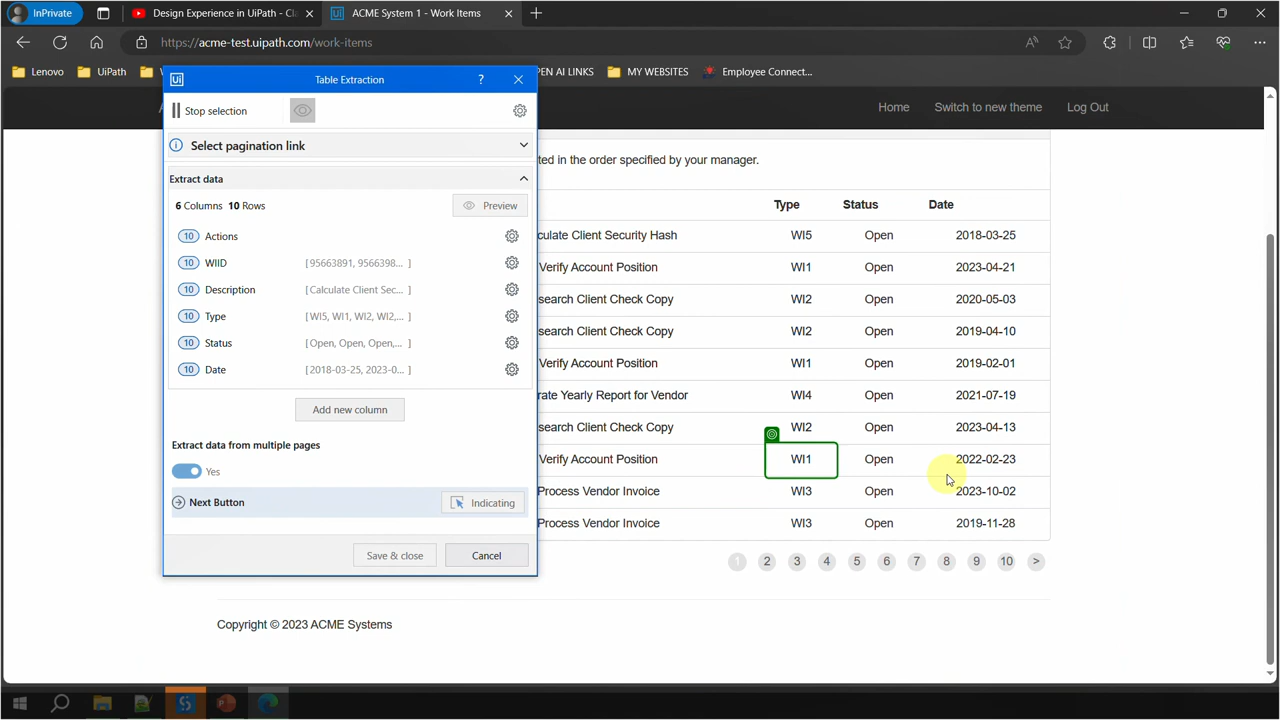 InPrivate
Design Experience in UiPath - Cla
ACME System 1 - Work Items
https://acme-test.uipath.com/work-items
Lenovo
UiPath
PEN AI LINKS
MY WEBSITES
Employee Connect...
Ui
Table Extraction
?
Stop selection
Home
Switch to new theme
Log Out
Select pagination link
ted in the order specified by your manager.
Extract data
6 Columns 10 Rows
Preview
Type
Status
Date
10 Actions
culate Client Security Hash WI5 Open 2018-03-25
10 WIID [ 95663891, 9566398... ]
Verify Account Position WI1 Open 2023-04-21
10 Description [ Calculate Client Sec... ]
search Client Check Copy WI2 Open 2020-05-03
10 Type [ WI5, WI1, WI2, WI2,... ]
search Client Check Copy WI2 Open 2019-04-10
10 Status [ Open, Open, Open,... ]
Verify Account Position WI1 Open 2019-02-01
10 Date [ 2018-03-25, 2023-0... ]
rate Yearly Report for Vendor WI4 Open 2021-07-19
Add new column
search Client Check Copy WI2 Open 2023-04-13
Extract data from multiple pages
Verify Account Position WI1 Open 2022-02-23
Yes
Process Vendor Invoice WI3 Open 2023-10-02
Next Button
Indicating
Process Vendor Invoice WI3 Open 2019-11-28
Save & close
Cancel
1 2 3 4 5 6 7 8 9 10 >
Copyright © 2023 ACME Systems